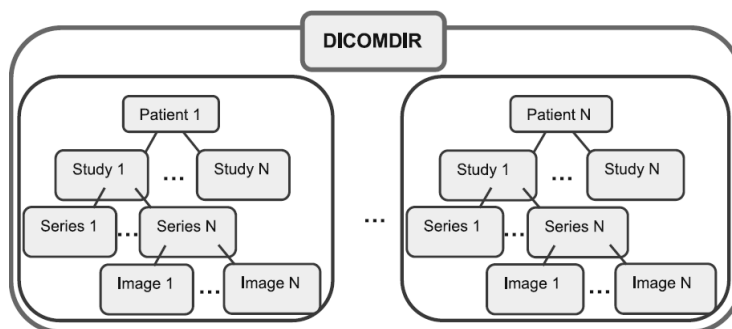 DICOMDIR
Patient 1
Study 1 ... Study N
Series 1 ... Series N
Image 1 ... Image N
...
Patient N
Study 1 ... Study N
Series 1 ... Series N
Image 1 ... Image N